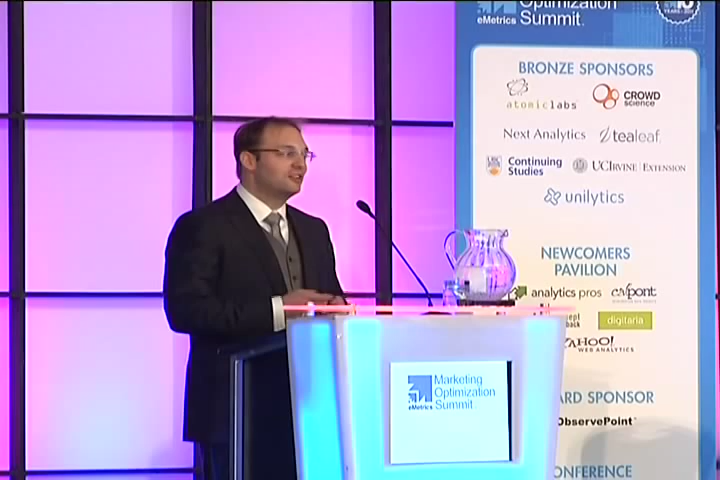 Optimization
eMetrics Summit.
BRONZE SPONSORS
atomiclabs
CROWD
science
Next Analytics
tealeaf
UBC Continuing
Studies
UCIRVINE EXTENSION
unilytics
NEWCOMERS
PAVILION
analytics pros
digitaria
YAHOO!
WEB ANALYTICS
ARD SPONSOR
ObservePoint
ONFERENCE
Marketing
Optimization
eMetrics Summit